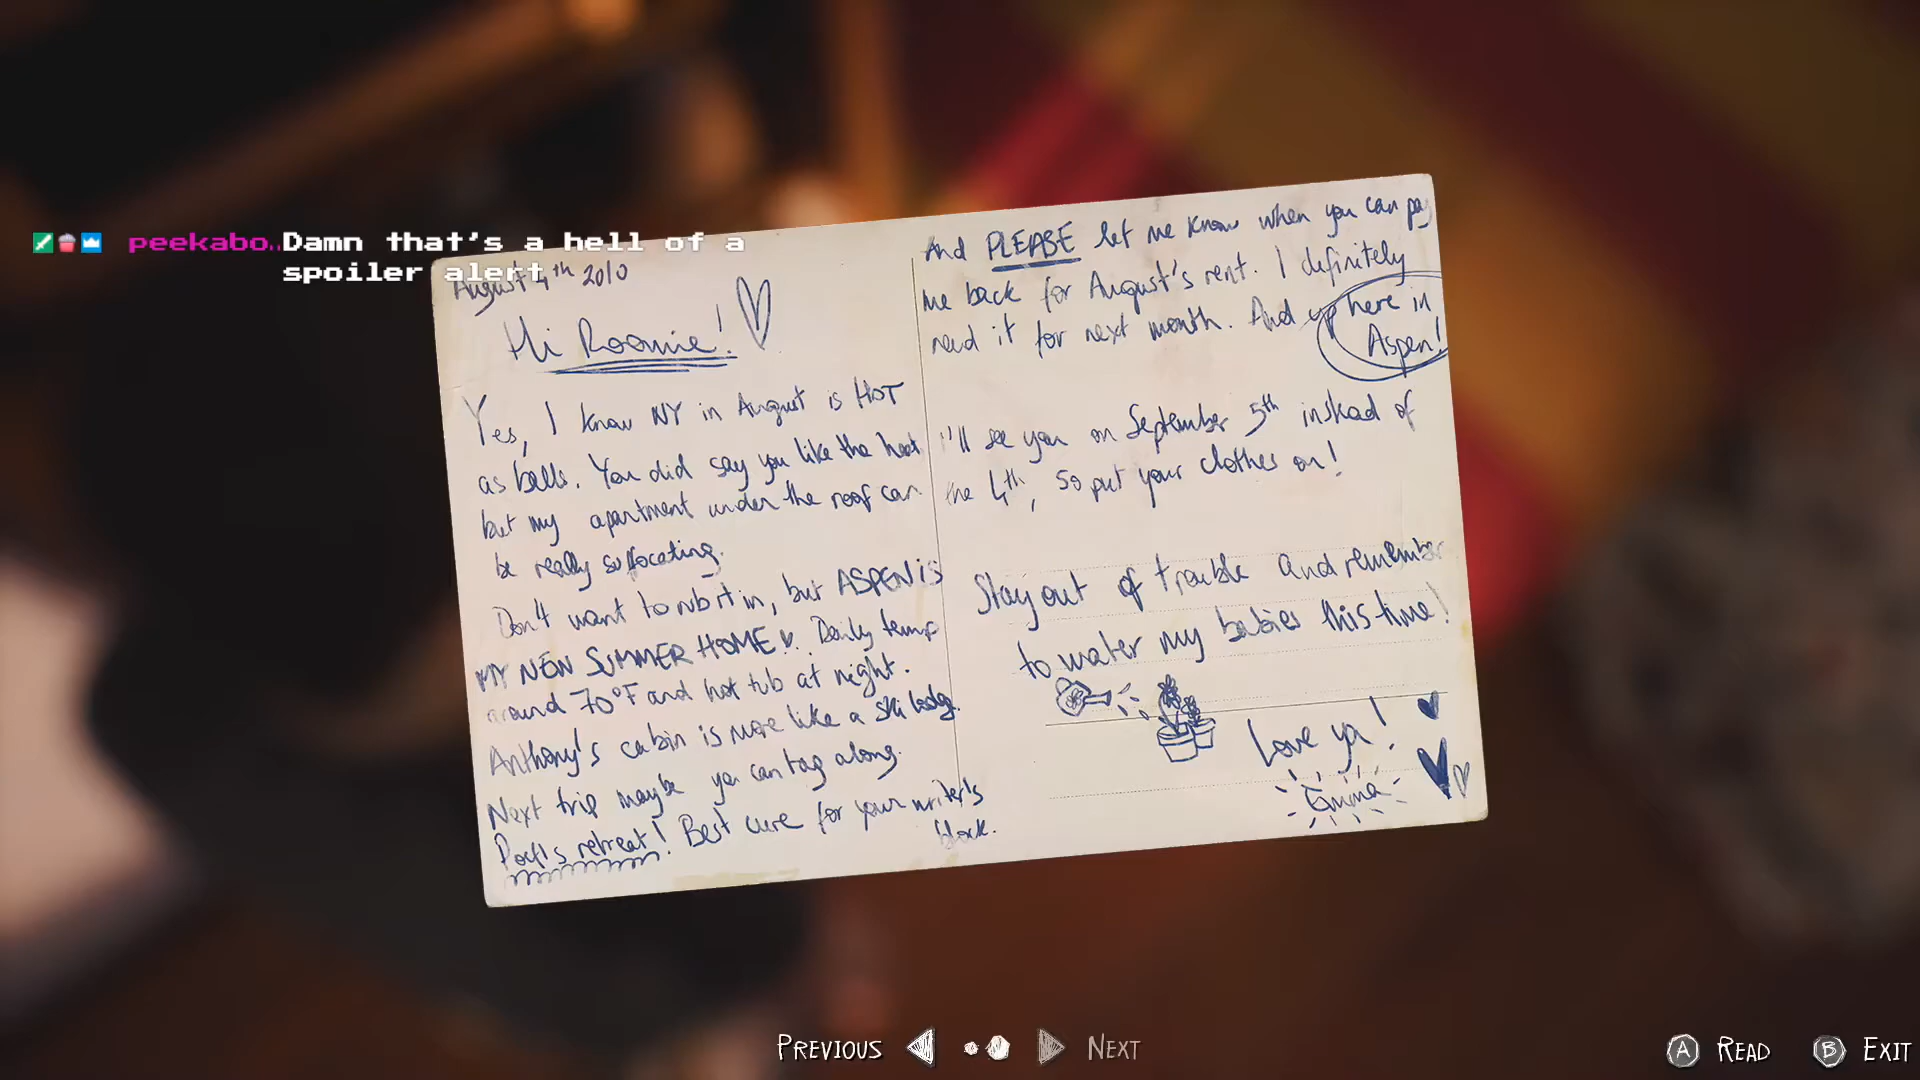 peekabo..
Damn that's a hell of a
spoiler alert
August 4th 2010
Hi Roomie!
Yes, I know NY in August is HOT
as balls. You did say you like the heat
but my apartment under the roof can
be really suffocating.
Don't want to rub it in, but ASPEN is
MY NEW SUMMER HOME. Daily temp
around 70°F and hot tub at night.
Anthony's cabin is more like a ski lodge.
Next trip maybe you can tag along.
Poet's retreat! Best cure for your writer's
block.
And PLEASE let me know when you can pay
me back for August's rent. I definitely
need it for next month. And up here in
Aspen!
I'll see you on September 5th instead of
the 4th, so put your clothes on!
Stay out of trouble and remember
to water my babies this time!
Love ya!
Emma
PREVIOUS
NEXT
A READ
B EXIT